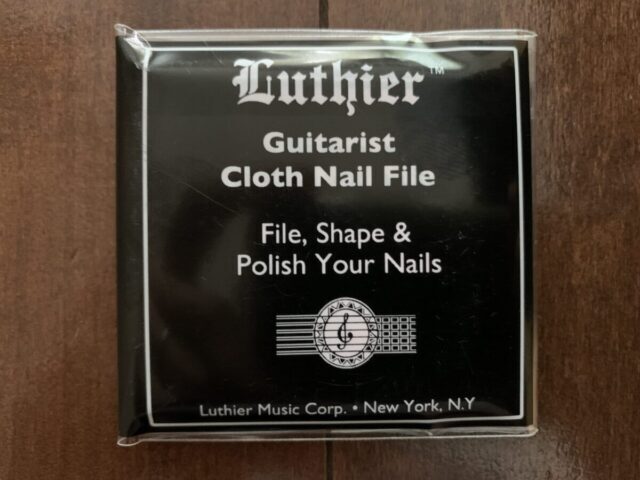 Luthier™
Guitarist
Cloth Nail File
File, Shape &
Polish Your Nails
Luthier Music Corp. • New York, N.Y